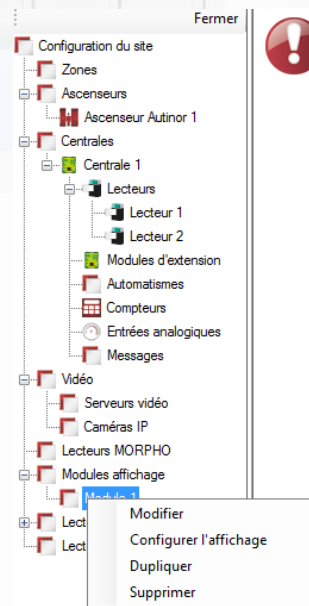 Fermer
Configuration du site
Zones
Ascenseurs
Ascenseur Autinor 1
Centrales
Centrale 1
Lecteurs
Lecteur 1
Lecteur 2
Modules d'extension
Automatismes
Compteurs
Entrées analogiques
Messages
Vidéo
Serveurs vidéo
Caméras IP
Lecteurs MORPHO
Modules affichage
Module 1
Modifier
Lect
Configurer l'affichage
Lect
Dupliquer
Supprimer